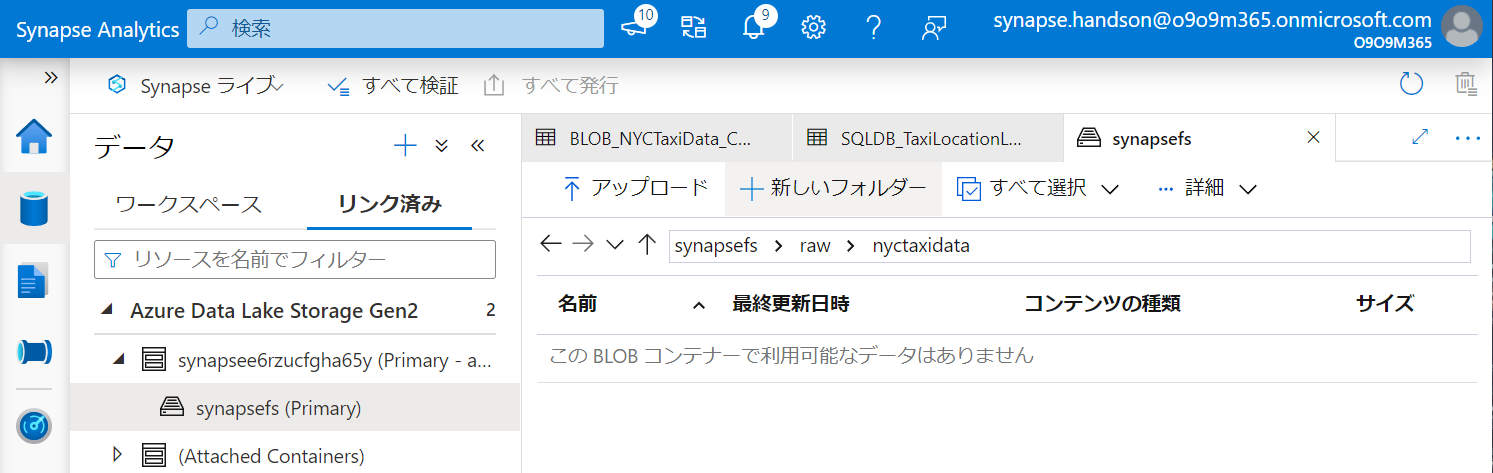 Synapse Analytics
検索
10
9
synapse.handson@o9o9m365.onmicrosoft.com
O9O9M365
Synapse ライブ
すべて検証
すべて発行
データ
ワークスペース
リンク済み
リソースを名前でフィルター
Azure Data Lake Storage Gen2 2
synapsee6rzucfgha65y (Primary - a...
synapsefs (Primary)
(Attached Containers)
BLOB_NYCTaxiData_C...
SQLDB_TaxiLocationL...
synapsefs
アップロード
新しいフォルダー
すべて選択
詳細
synapsefs > raw > nyctaxidata
名前 最終更新日時 コンテンツの種類 サイズ
この BLOB コンテナーで利用可能なデータはありません